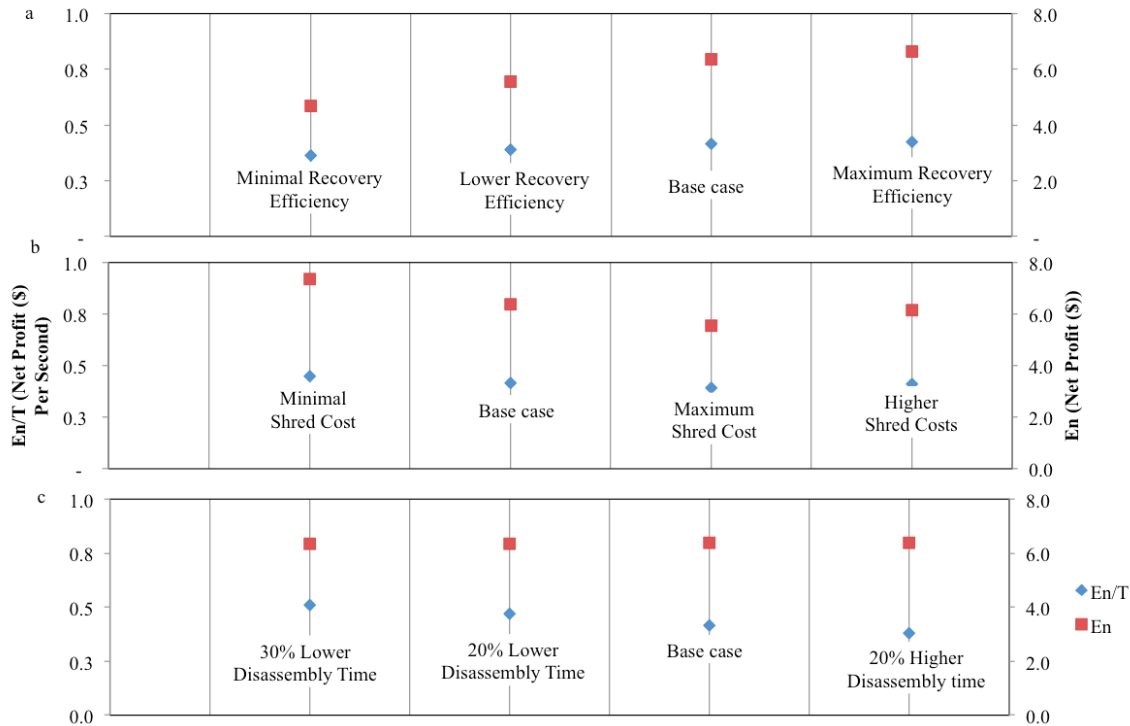 a
1.0
8.0
0.8
6.0
0.5
4.0
0.3
2.0
-
-
Minimal Recovery
Efficiency
Lower Recovery
Efficiency
Base case
Maximum Recovery
Efficiency
b
1.0
8.0
0.8
6.0
0.5
4.0
0.3
2.0
-
0.0
En/T (Net Profit ($)
Per Second)
En (Net Profit ($))
Minimal
Shred Cost
Base case
Maximum
Shred Cost
Higher
Shred Costs
c
1.0
8.0
0.8
6.0
0.5
4.0
0.3
2.0
0.0
0.0
30% Lower
Disassembly Time
20% Lower
Disassembly Time
Base case
20% Higher
Disassembly time
En/T
En